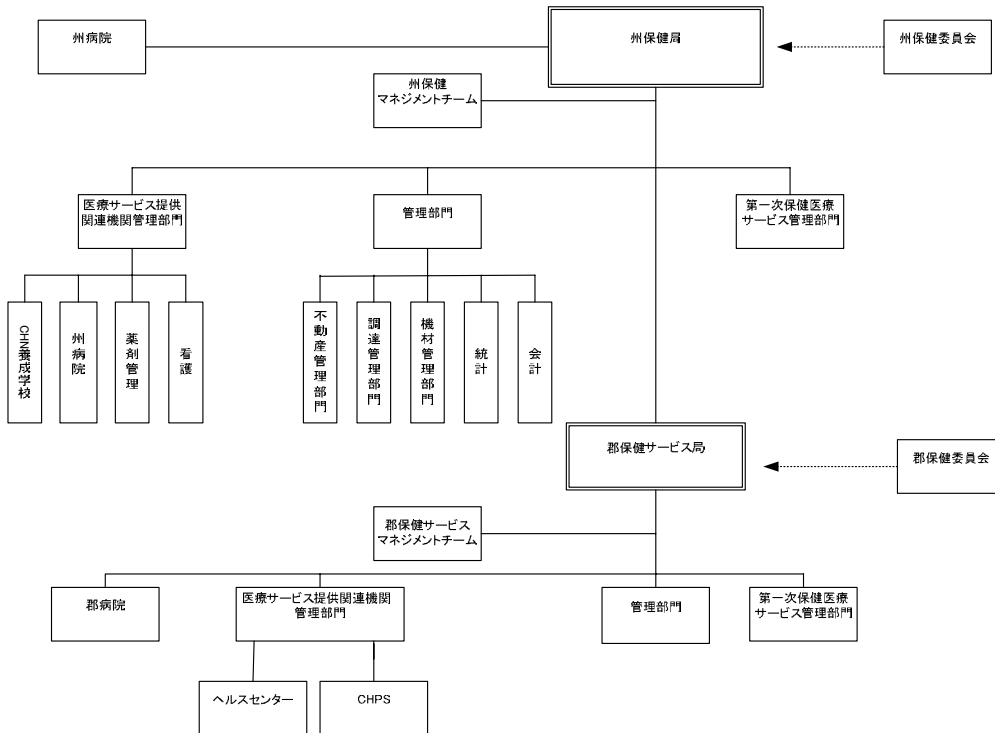 州病院
州保健局
州保健委員会
州保健
マネジメントチーム
医療サービス提供
関連機関管理部門
管理部門
第一次保健医療
サービス管理部門
CHN養成学校
州病院
薬剤管理
看護
不動産管理部門
調達管理部門
機材管理部門
統計
会計
郡保健サービス局
郡保健委員会
郡保健サービス
マネジメントチーム
郡病院
医療サービス提供関連機関
管理部門
管理部門
第一次保健医療
サービス管理部門
ヘルスセンター
CHPS